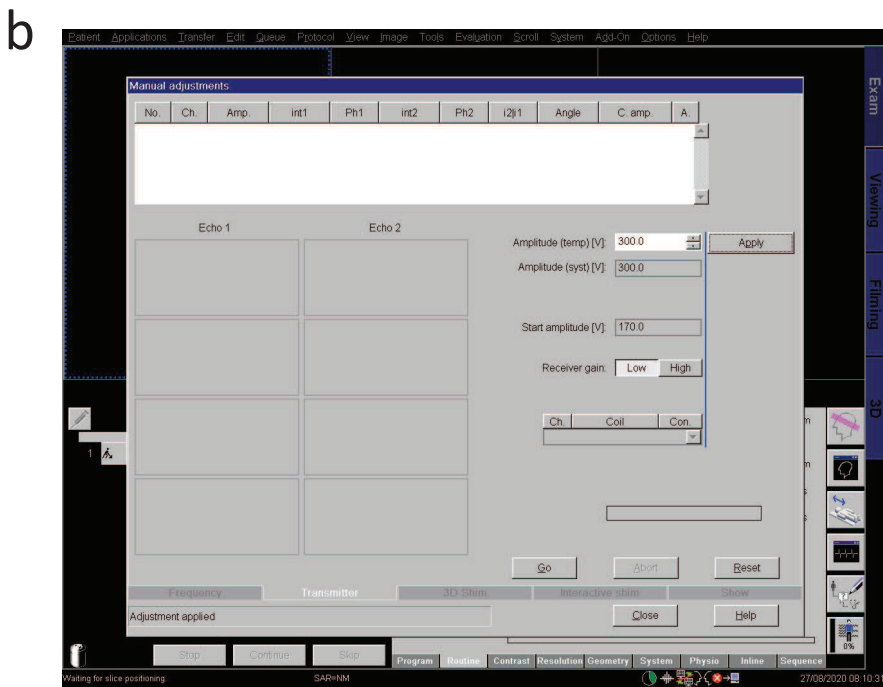 b
Patient Applications Transfer Edit Queue Protocol View Image Tools Evaluation Scroll System Add-On Options Help
Manual adjustments
No. Ch. Amp. int1 Ph1 int2 Ph2 i2|i1 Angle C. amp. A.
Echo 1 Echo 2
Amplitude (temp) [V]: 300.0 Apply
Amplitude (syst) [V]: 300.0
Start amplitude [V]: 170.0
Receiver gain: Low High
Ch. Coil Con.
1
Go Abort Reset
Frequency Transmitter 3D Shim Interactive shim Show
Adjustment applied Close Help
Stop Continue Skip
Program Routine Contrast Resolution Geometry System Physio Inline Sequence
Waiting for slice positioning. SAR=NM 27/08/2020 08:10:31
Exam
Viewing
Filming
3D
0%